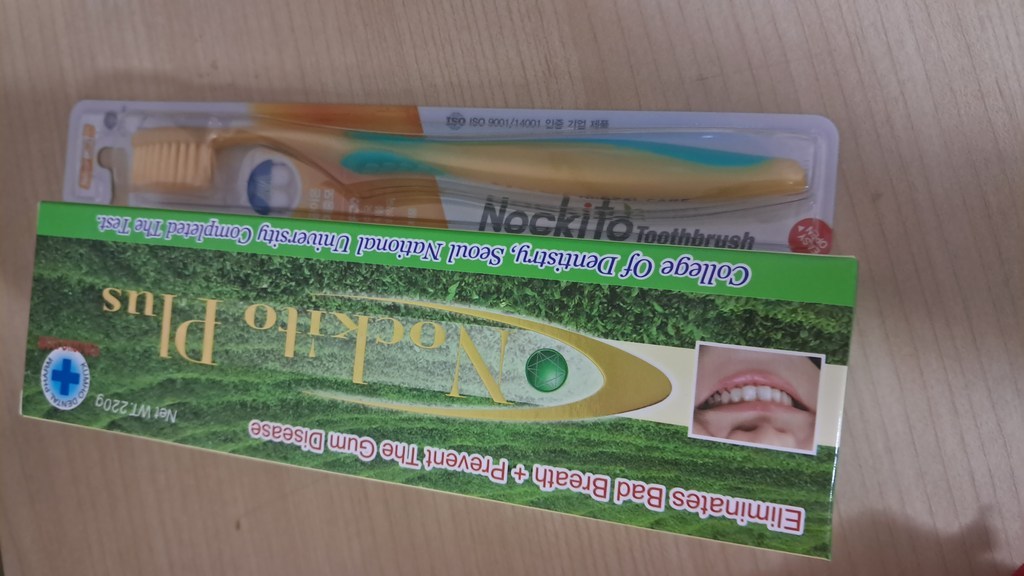 ISO ISO 9001/14001 인증 기업 제품
Nockito Toothbrush
Eliminates Bad Breath + Prevent The Gum Disease
Net WT. 220g
Nockito Plus
College Of Dentistry, Seoul National University Completed The Test.